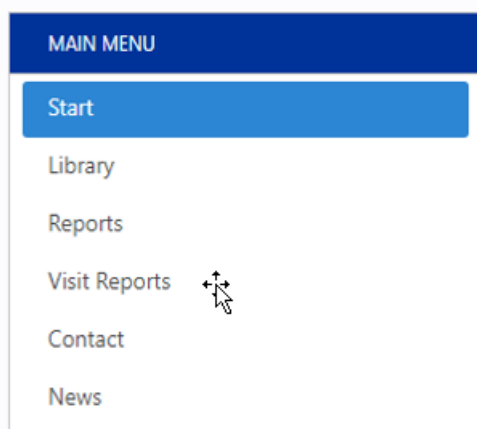 MAIN MENU
Start
Library
Reports
Visit Reports
Contact
News